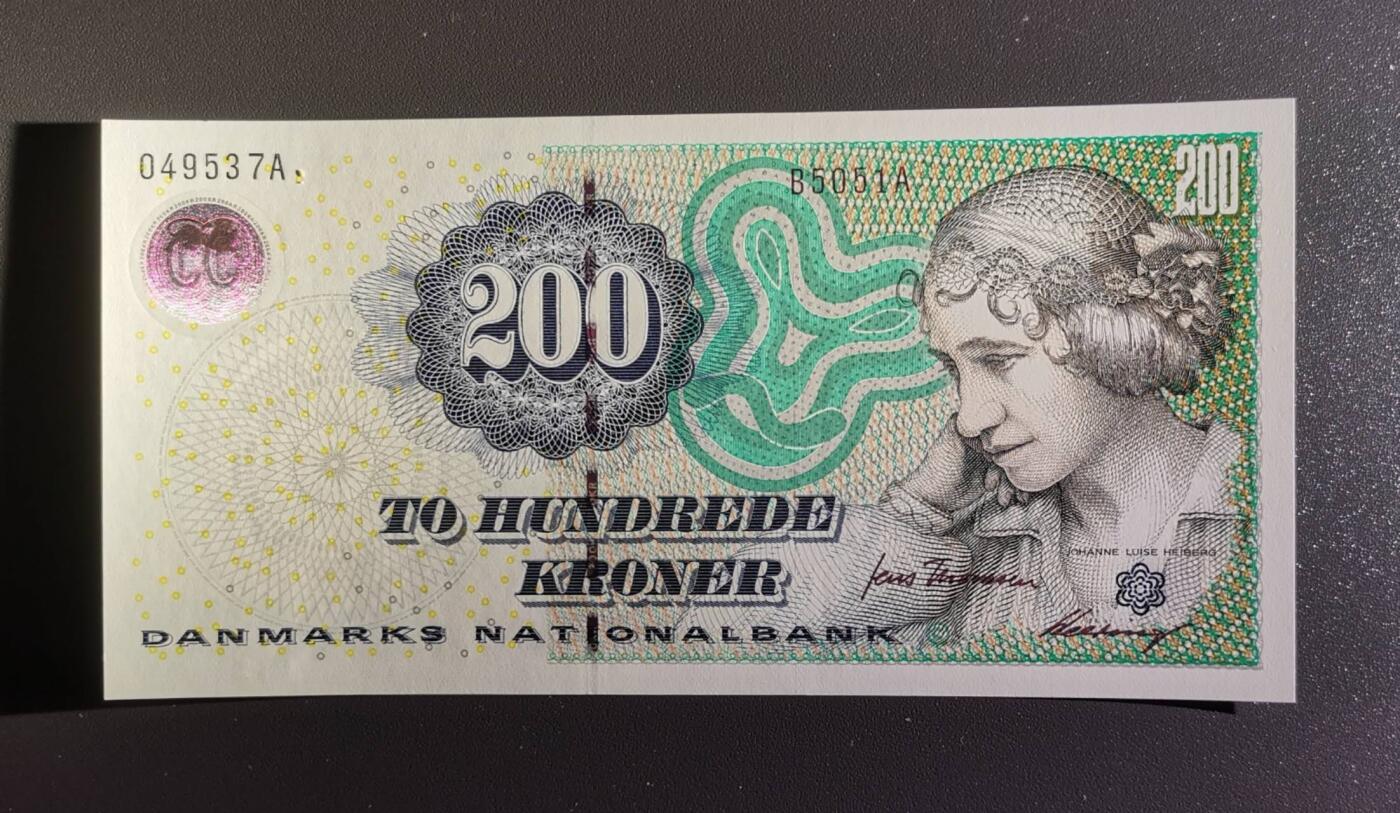 049537A
B5051A
200
200
TO HUNDREDE
KRONER
JOHANNE LUISE HEIBERG
DANMARKS NATIONALBANK